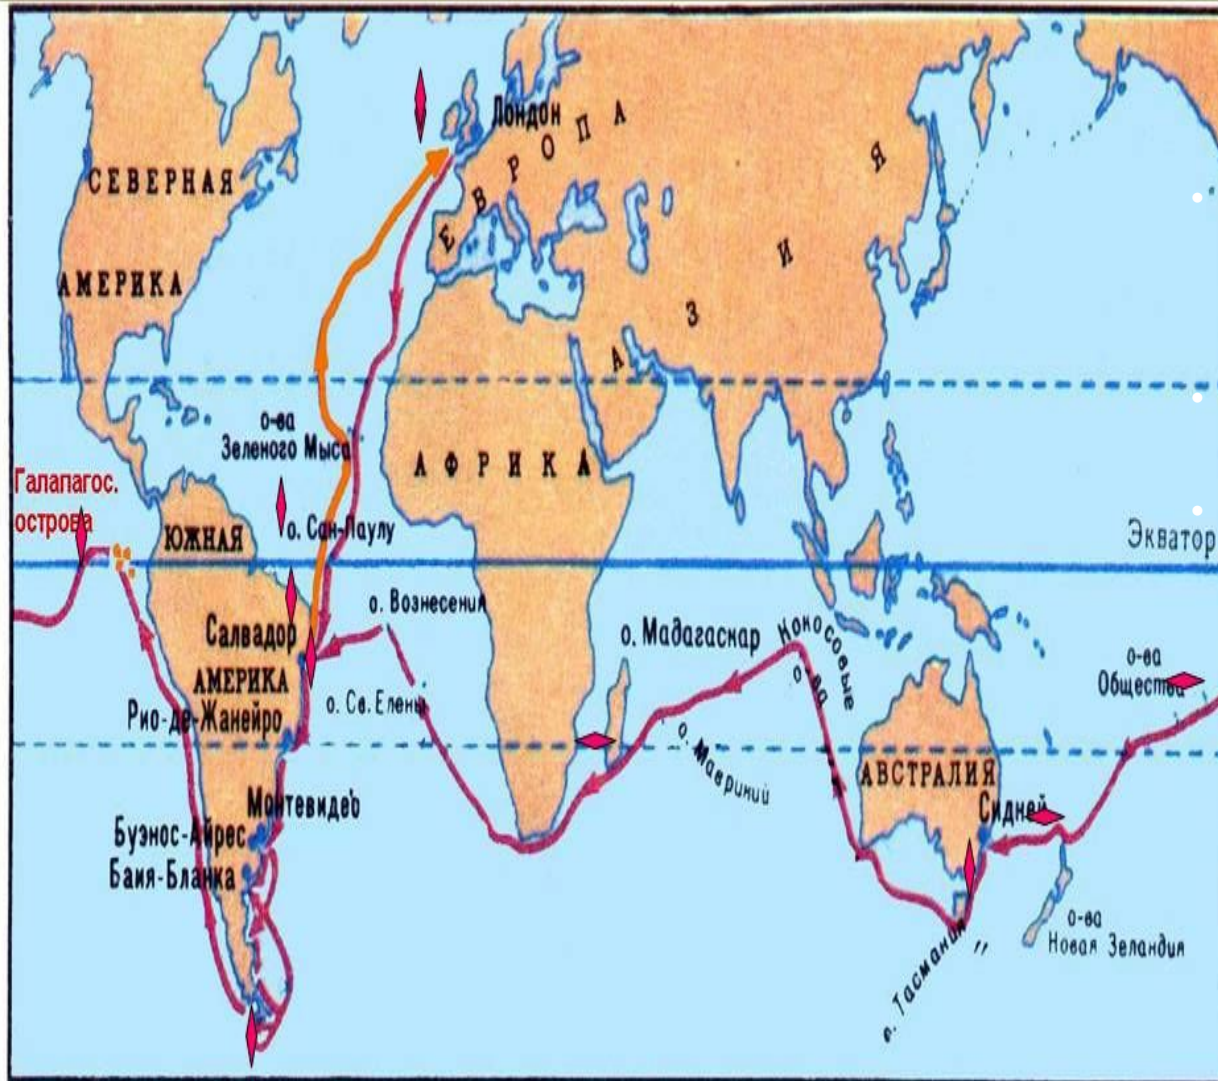 Лондон
ЕВРОПА
СЕВЕРНАЯ
АМЕРИКА
АЗИЯ
о-ва
Зеленого Мыса
АФРИКА
Галапагос.
острова
о. Сан-Паулу
ЮЖНАЯ
Экватор
о. Вознесения
Салвадор
о. Мадагаскар
Кокосовые
о-ва
о-ва
Общества
АМЕРИКА
о. Св. Елены
Рио-де-Жанейро
о. Маврикий
АВСТРАЛИЯ
Монтевидео
Сидней
Буэнос-Айрес
Баия-Бланка
о-ва
Новая Зеландия
о. Тасмания